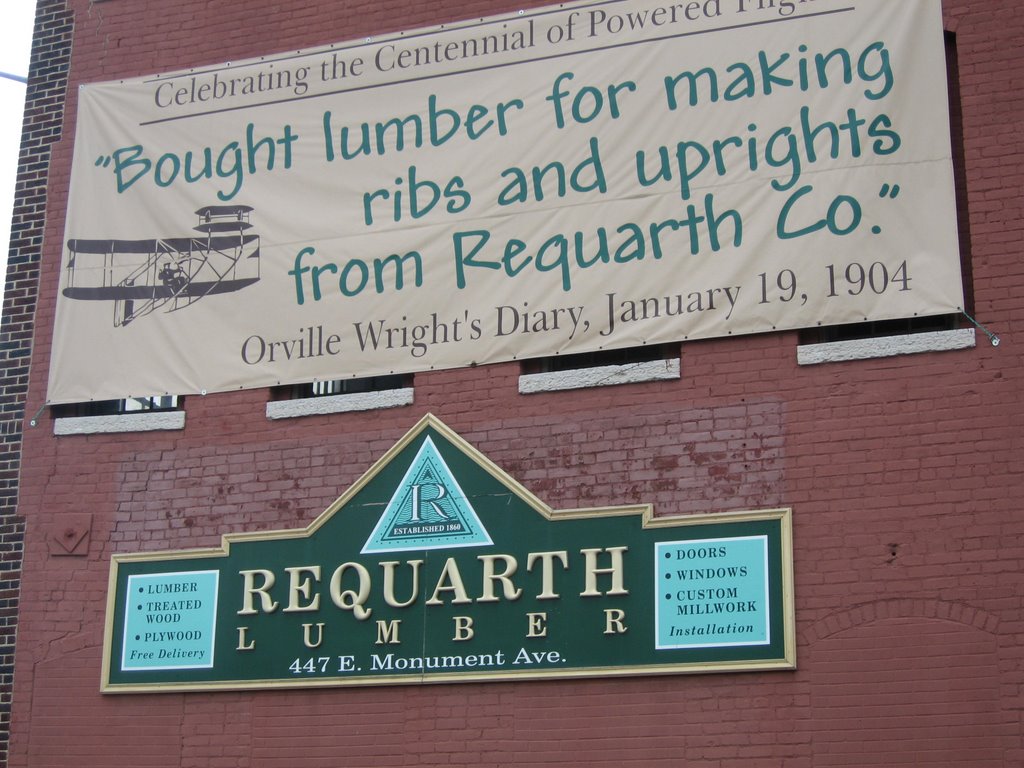 Celebrating the Centennial of Powered Flight
"Bought lumber for making
ribs and uprights
from Requarth Co."
Orville Wright's Diary, January 19, 1904
R
ESTABLISHED 1860
REQUARTH
LUMBER
447 E. Monument Ave.
• LUMBER
• TREATED
WOOD
• PLYWOOD
Free Delivery
• DOORS
• WINDOWS
• CUSTOM
MILLWORK
Installation